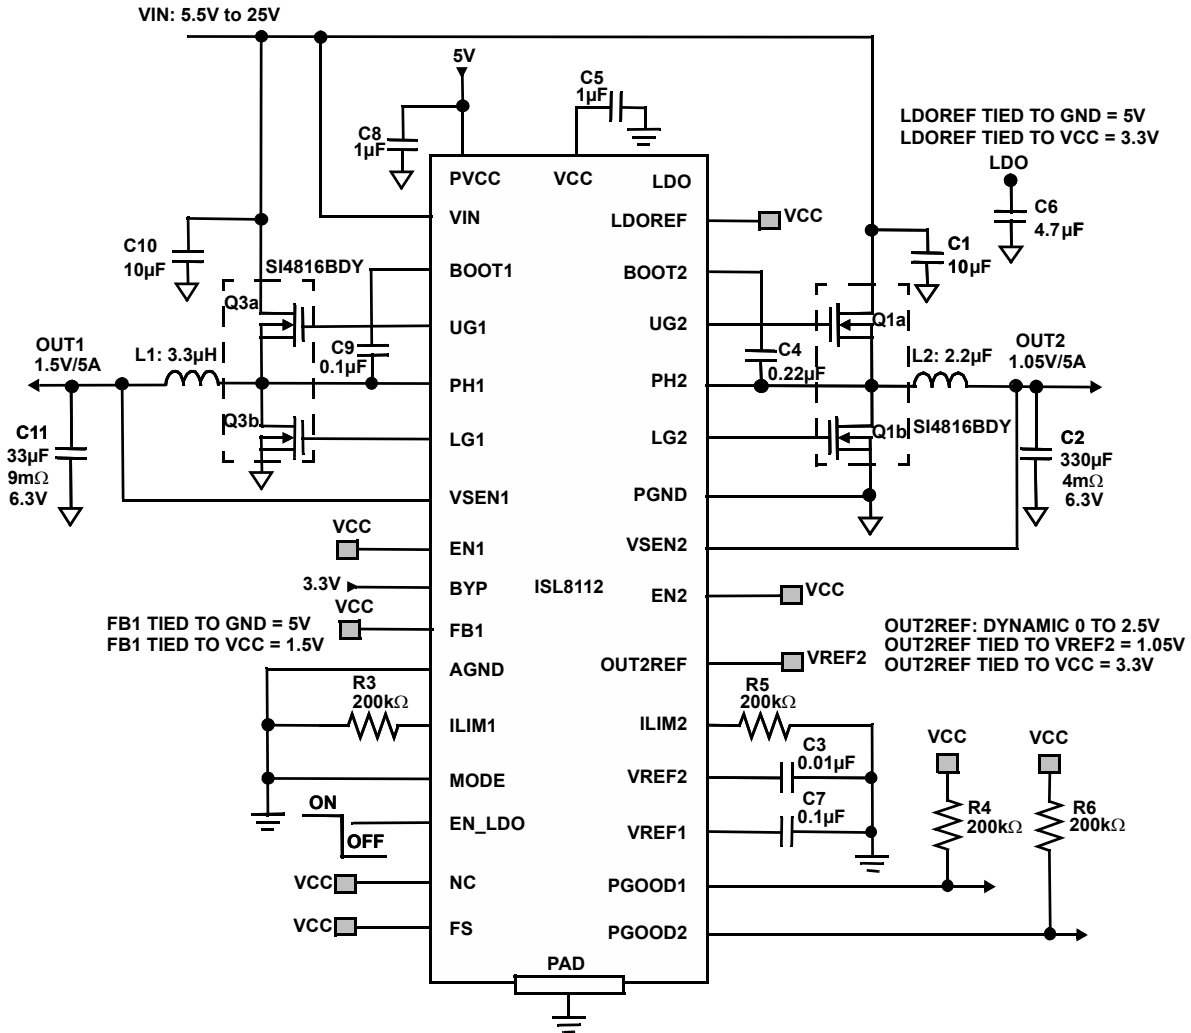 VIN: 5.5V to 25V
5V
C5
1µF
C8
1µF
LDOREF TIED TO GND = 5V
LDOREF TIED TO VCC = 3.3V
LDO
C6
4.7µF
PVCC
VCC
LDO
VIN
LDOREF
VCC
C10
10µF
SI4816BDY
BOOT1
BOOT2
C1
10µF
Q3a
UG1
UG2
Q1a
OUT1
1.5V/5A
L1: 3.3µH
C9
0.1µF
C4
0.22µF
L2: 2.2µF
OUT2
1.05V/5A
PH1
PH2
Q3b
LG1
LG2
Q1b
SI4816BDY
C11
33µF
9mΩ
6.3V
C2
330µF
4mΩ
6.3V
VSEN1
PGND
VCC
EN1
VSEN2
3.3V
BYP
ISL8112
EN2
VCC
VCC
FB1 TIED TO GND = 5V
FB1 TIED TO VCC = 1.5V
FB1
OUT2REF: DYNAMIC 0 TO 2.5V
OUT2REF TIED TO VREF2 = 1.05V
OUT2REF TIED TO VCC = 3.3V
AGND
OUT2REF
VREF2
R3
200kΩ
ILIM1
ILIM2
R5
200kΩ
MODE
VREF2
C3
0.01µF
VCC
VCC
ON
OFF
EN_LDO
VREF1
C7
0.1µF
R4
200kΩ
R6
200kΩ
VCC
NC
PGOOD1
VCC
FS
PGOOD2
PAD